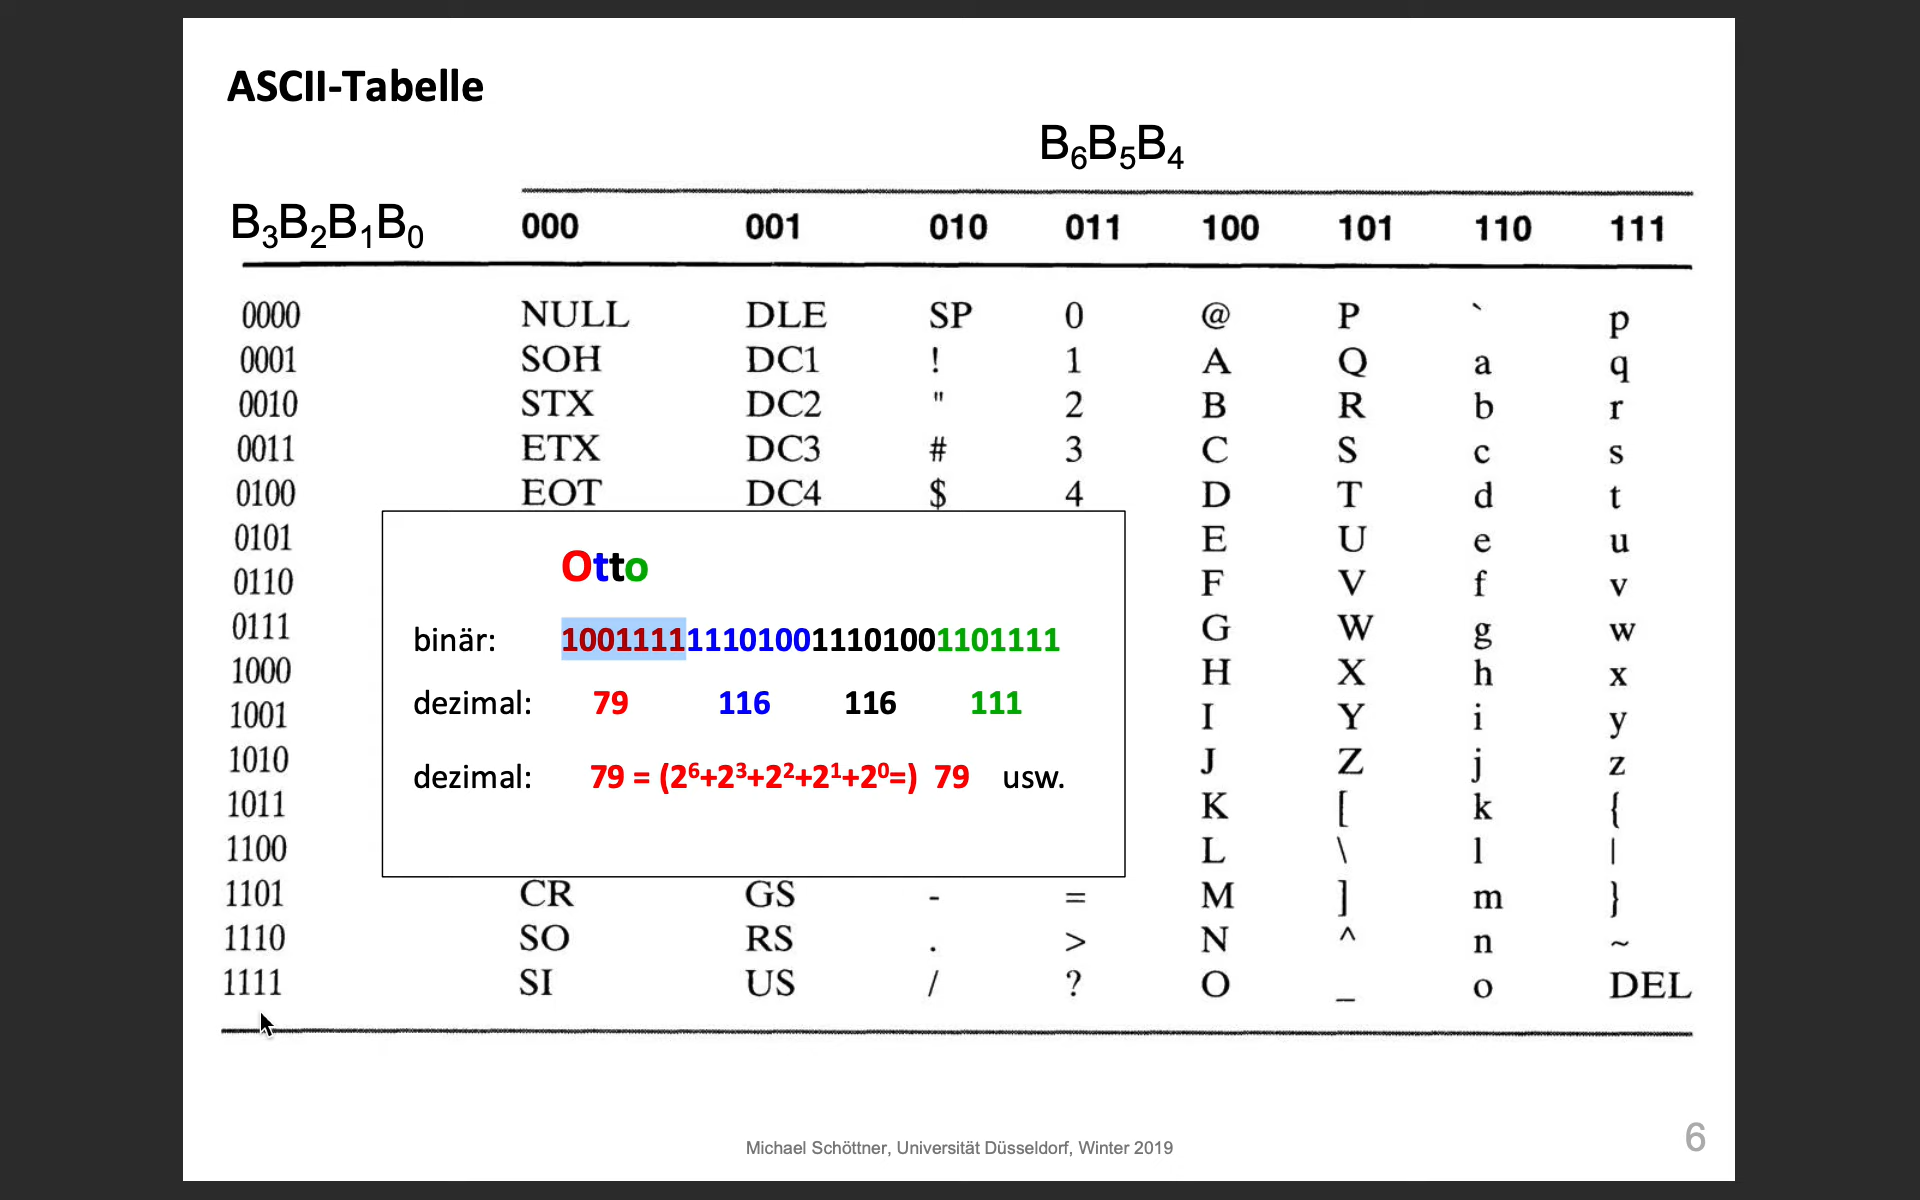 ASCII-Tabelle
B₆B₅B₄
B₃B₂B₁B₀ 000 001 010 011 100 101 110 111
0000 NULL DLE SP 0 @ P ` p
0001 SOH DC1 ! 1 A Q a q
0010 STX DC2 " 2 B R b r
0011 ETX DC3 # 3 C S c s
0100 EOT DC4 $ 4 D T d t
0101 E U e u
0110 F V f v
0111 G W g w
1000 H X h x
1001 I Y i y
1010 J Z j z
1011 K [ k {
1100 L \ l |
1101 CR GS - = M ] m }
1110 SO RS . > N ^ n ~
1111 SI US / ? O _ o DEL
Otto
binär: 1001111111010011101001101111
dezimal: 79 116 116 111
dezimal: 79 = (2⁶+2³+2²+2¹+2⁰=) 79 usw.
Michael Schöttner, Universität Düsseldorf, Winter 2019
6